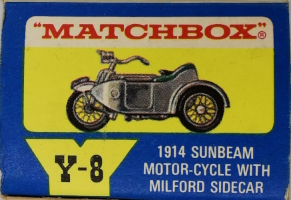 "MATCHBOX"®
Y-8
1914 SUNBEAM
MOTOR-CYCLE WITH
MILFORD SIDECAR